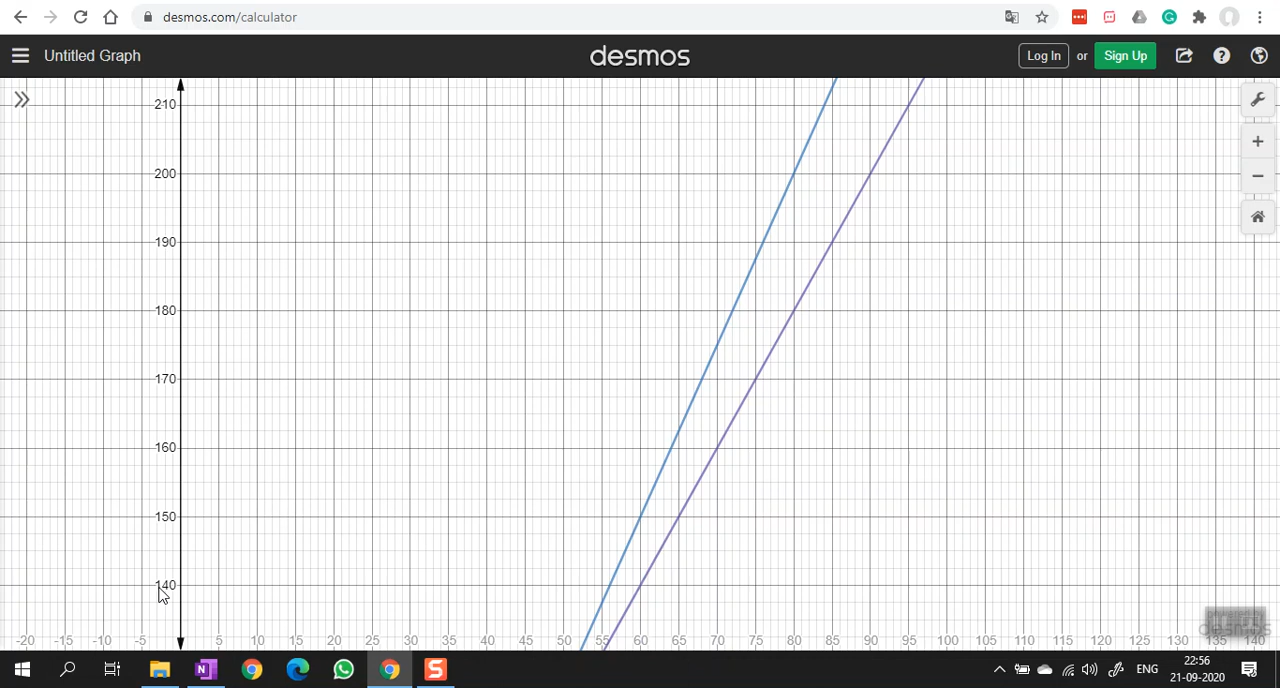 desmos.com/calculator
Untitled Graph
desmos
Log In or Sign Up
210
200
190
180
170
160
150
140
-20 -15 -10 -5 5 10 15 20 25 30 35 40 45 50 55 60 65 70 75 80 85 90 95 100 105 110 115 120 125 130 135 140
powered by
desmos
N
S
ENG
22:56
21-09-2020